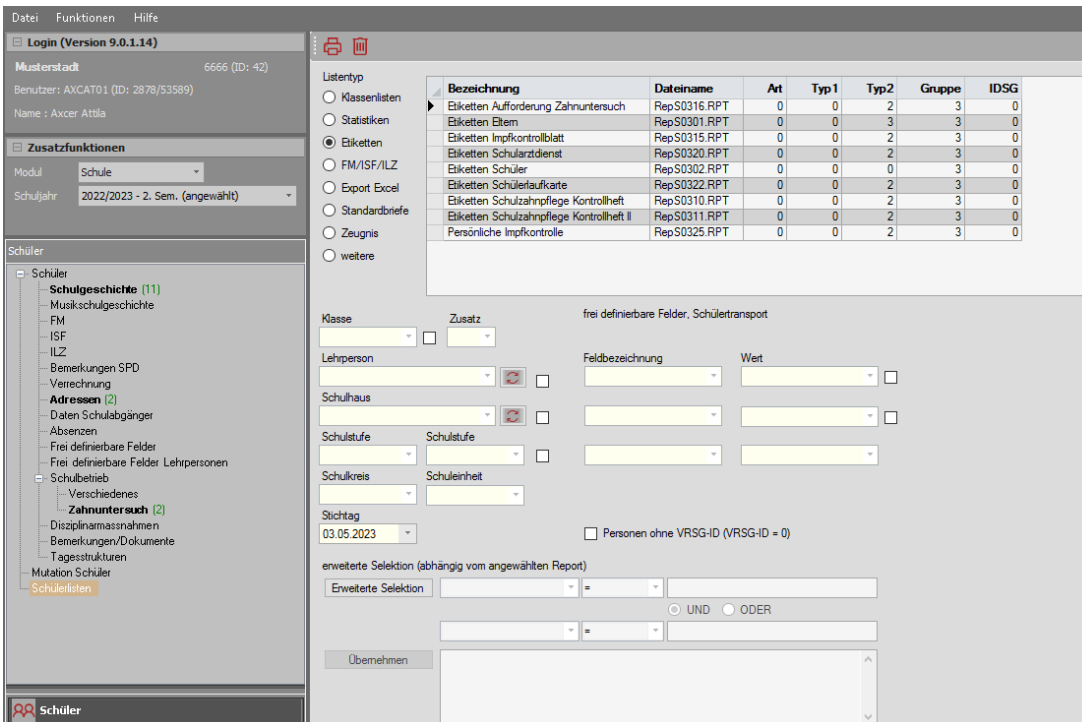 Datei Funktionen Hilfe
Login (Version 9.0.1.14)
Musterstadt 6666 (ID: 42)
Benutzer: AXCAT01 (ID: 2878/53589)
Name : Axcer Attila
Zusatzfunktionen
Modul Schule
Schuljahr 2022/2023 - 2. Sem. (angewählt)
Schüler
Schüler
Schulgeschichte (11)
Musikschulgeschichte
FM
ISF
ILZ
Bemerkungen SPD
Verrechnung
Adressen (2)
Daten Schulabgänger
Absenzen
Frei definierbare Felder
Frei definierbare Felder Lehrpersonen
Schulbetrieb
Verschiedenes
Zahnuntersuch (2)
Disziplinarmassnahmen
Bemerkungen/Dokumente
Tagesstrukturen
Mutation Schüler
Schülerlisten
Schüler
Listentyp
Klassenlisten
Statistiken
Etiketten
FM/ISF/ILZ
Export Excel
Standardbriefe
Zeugnis
weitere
Bezeichnung Dateiname Art Typ1 Typ2 Gruppe IDSG
Etiketten Aufforderung Zahnuntersuch RepS0316.RPT 0 0 2 3 0
Etiketten Eltern RepS0301.RPT 0 0 3 3 0
Etiketten Impfkontrollblatt RepS0315.RPT 0 0 2 3 0
Etiketten Schularztdienst RepS0320.RPT 0 0 2 3 0
Etiketten Schüler RepS0302.RPT 0 0 0 3 0
Etiketten Schülerlaufkarte RepS0322.RPT 0 0 2 3 0
Etiketten Schulzahnpflege Kontrollheft RepS0310.RPT 0 0 2 3 0
Etiketten Schulzahnpflege Kontrollheft II RepS0311.RPT 0 0 2 3 0
Persönliche Impfkontrolle RepS0325.RPT 0 0 2 3 0
Klasse Zusatz frei definierbare Felder, Schülertransport
Lehrperson Feldbezeichnung Wert
Schulhaus
Schulstufe Schulstufe
Schulkreis Schuleinheit
Stichtag
03.05.2023 Personen ohne VRSG-ID (VRSG-ID = 0)
erweiterte Selektion (abhängig vom angewählten Report)
Erweiterte Selektion =
UND ODER
=
Übernehmen